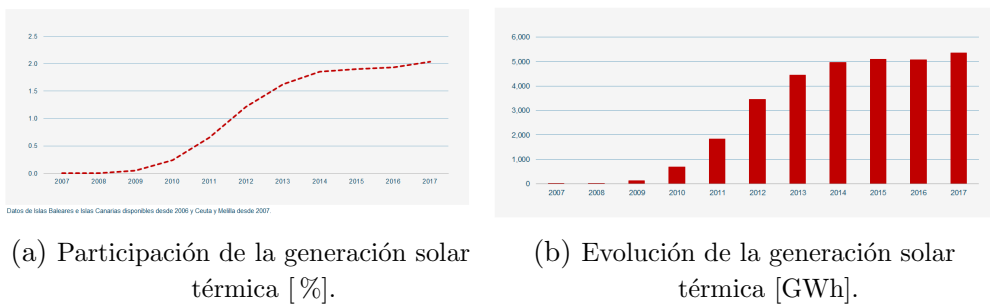 2.5
2.0
1.5
1.0
0.5
0.0
2007 2008 2009 2010 2011 2012 2013 2014 2015 2016 2017
Datos de Islas Baleares e Islas Canarias disponibles desde 2006 y Ceuta y Melilla desde 2007.
(a) Participación de la generación solar
térmica [ %].
6,000
5,000
4,000
3,000
2,000
1,000
0
2007 2008 2009 2010 2011 2012 2013 2014 2015 2016 2017
(b) Evolución de la generación solar
térmica [GWh].